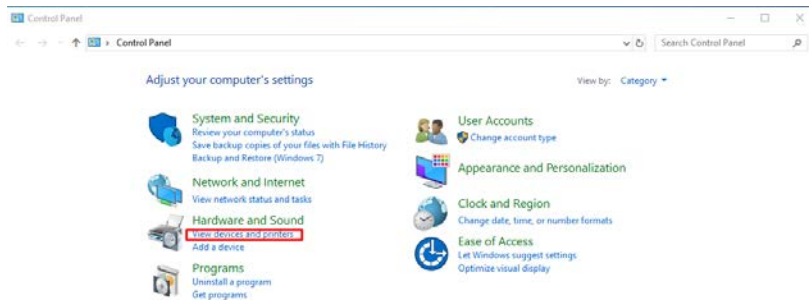 Control Panel
Control Panel
Search Control Panel
Adjust your computer's settings
View by: Category
System and Security
Review your computer's status
Save backup copies of your files with File History
Backup and Restore (Windows 7)
Network and Internet
View network status and tasks
Hardware and Sound
View devices and printers
Add a device
Programs
Uninstall a program
Get programs
User Accounts
Change account type
Appearance and Personalization
Clock and Region
Change date, time, or number formats
Ease of Access
Let Windows suggest settings
Optimize visual display